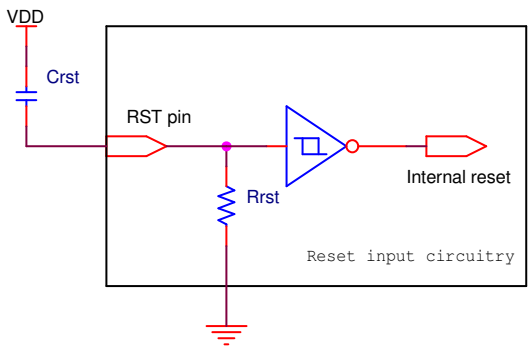 VDD
Crst
RST pin
Rrst
Internal reset
Reset input circuitry